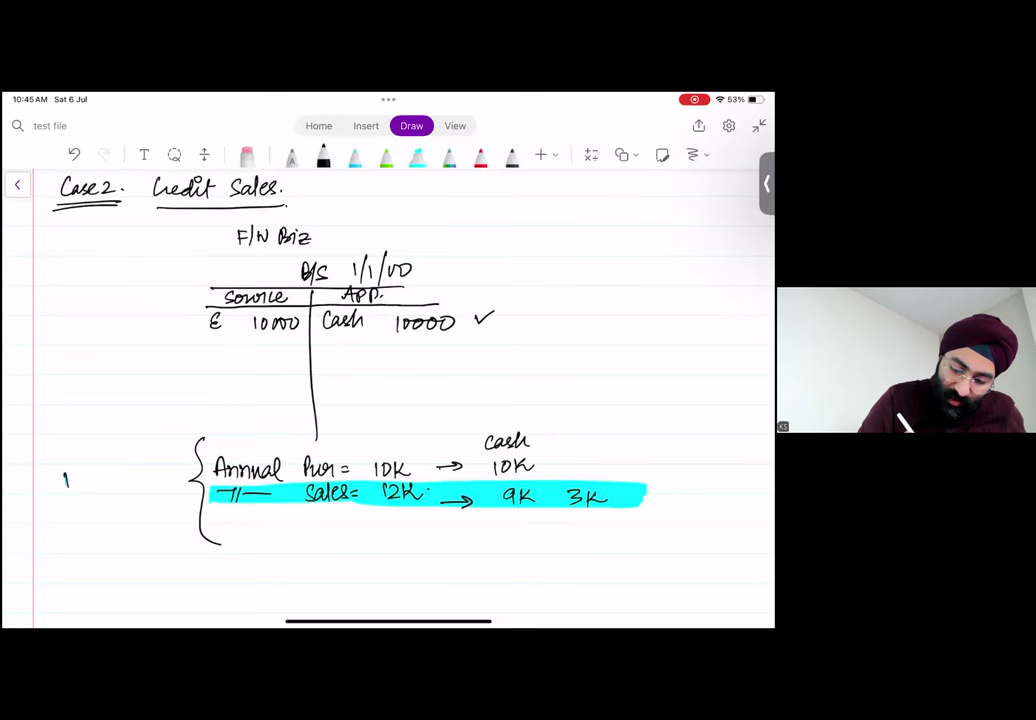 10:45 AM Sat 6 Jul
53%
test file
Home Insert Draw View
Case 2. Credit Sales.
F/N Biz
B/S 1/1/00
Source App.
E 10000 Cash 10000 ✓
Cash
Annual Pur = 10K → 10K
—//— Sales = 12K → 9K 3K
KS